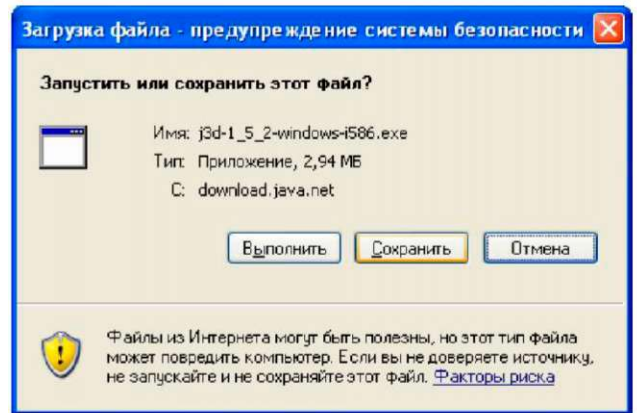 Загрузка файла - предупреждение системы безопасности
Запустить или сохранить этот файл?
Имя: j3d-1_5_2-windows-i586.exe
Тип: Приложение, 2,94 МБ
С: download.java.net
Выполнить Сохранить Отмена
Файлы из Интернета могут быть полезны, но этот тип файла
может повредить компьютер. Если вы не доверяете источнику,
не запускайте и не сохраняйте этот файл. Факторы риска